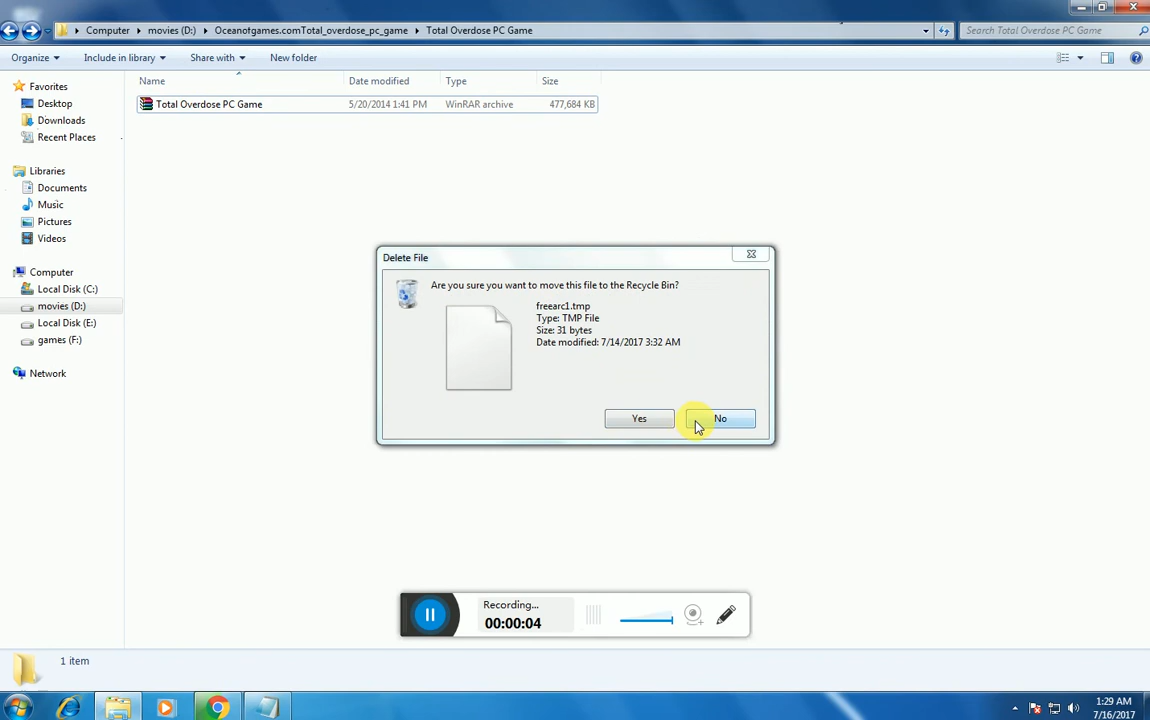 Computer movies (D:) Oceanofgames.comTotal_overdose_pc_game Total Overdose PC Game Search Total Overdose PC Game
Organize Include in library Share with New folder
Favorites
Desktop
Downloads
Recent Places
Libraries
Documents
Music
Pictures
Videos
Computer
Local Disk (C:)
movies (D:)
Local Disk (E:)
games (F:)
Network
Name Date modified Type Size
Total Overdose PC Game 5/20/2014 1:41 PM WinRAR archive 477,684 KB
Delete File
Are you sure you want to move this file to the Recycle Bin?
freearc1.tmp
Type: TMP File
Size: 31 bytes
Date modified: 7/14/2017 3:32 AM
Yes No
Recording...
00:00:04
1 item
1:29 AM
7/16/2017